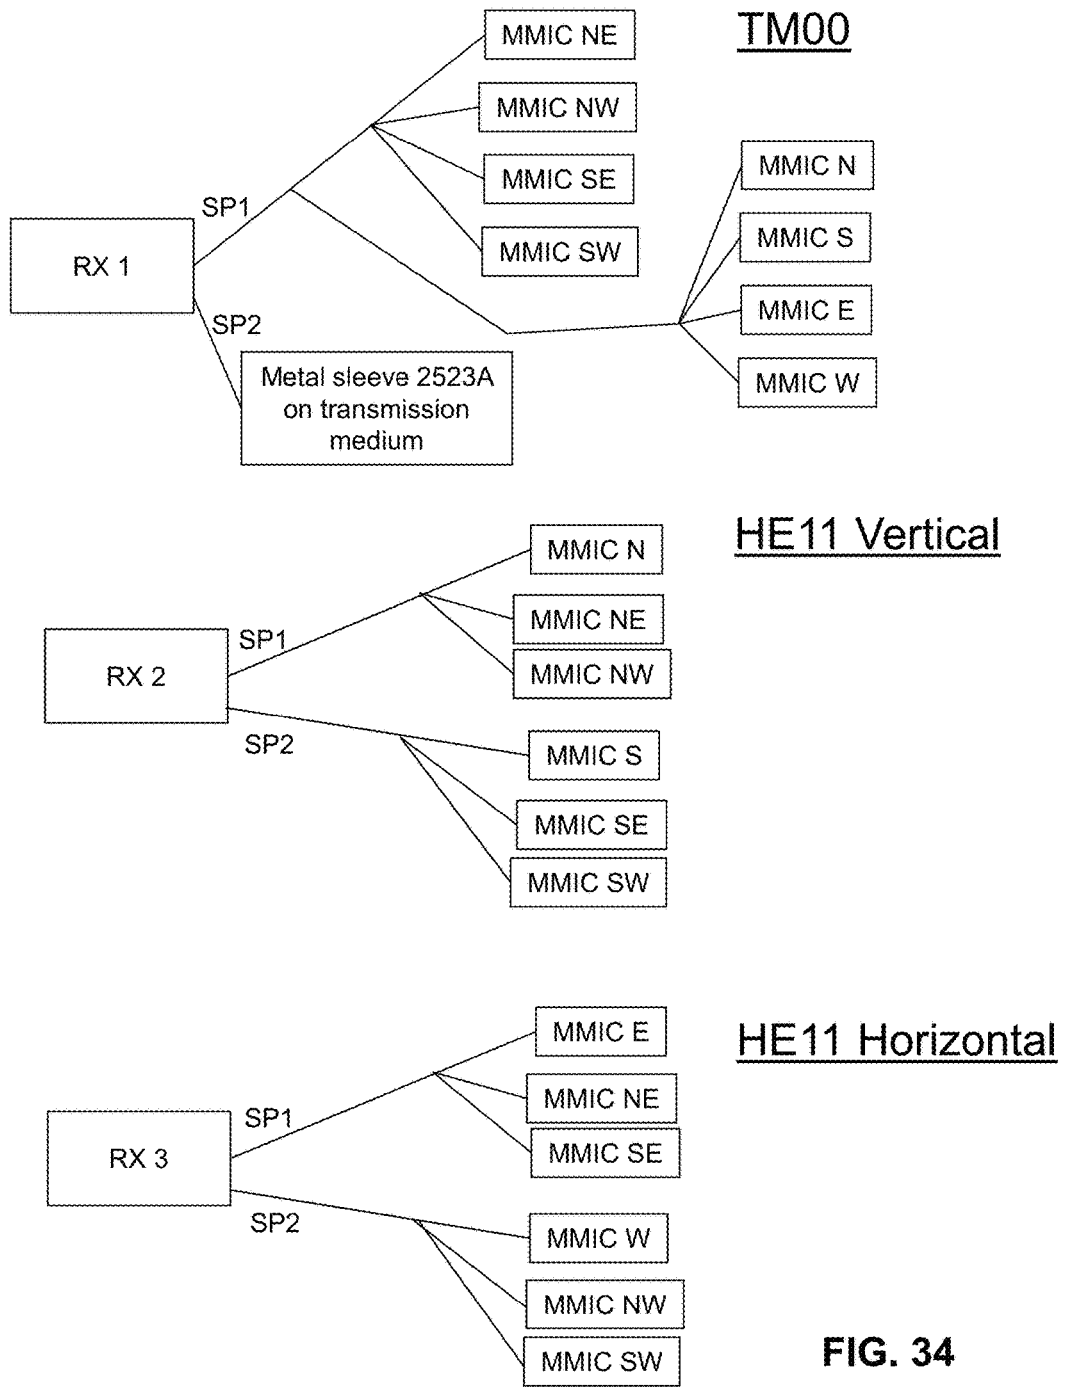 TM00
MMIC NE
MMIC NW
MMIC SE
MMIC SW
MMIC N
MMIC S
MMIC E
MMIC W
SP1
RX 1
SP2
Metal sleeve 2523A
on transmission
medium
HE11 Vertical
MMIC N
MMIC NE
MMIC NW
SP1
RX 2
SP2
MMIC S
MMIC SE
MMIC SW
HE11 Horizontal
MMIC E
MMIC NE
MMIC SE
SP1
RX 3
SP2
MMIC W
MMIC NW
MMIC SW
FIG. 34